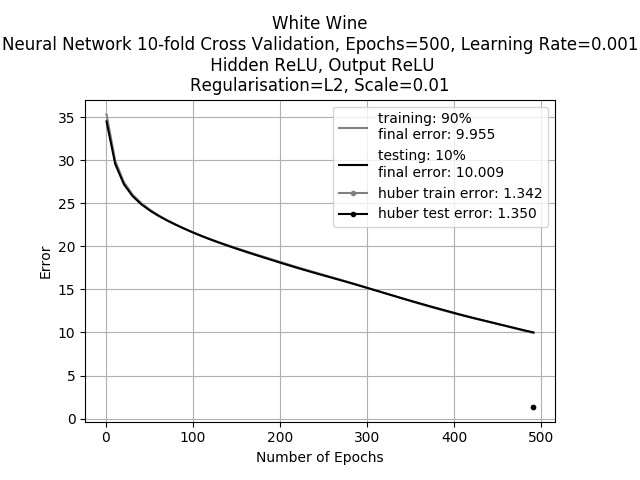 White Wine
Neural Network 10-fold Cross Validation, Epochs=500, Learning Rate=0.001
Hidden ReLU, Output ReLU
Regularisation=L2, Scale=0.01
training: 90%
final error: 9.955
testing: 10%
final error: 10.009
huber train error: 1.342
huber test error: 1.350
Error
35
30
25
20
15
10
5
0
0 100 200 300 400 500
Number of Epochs